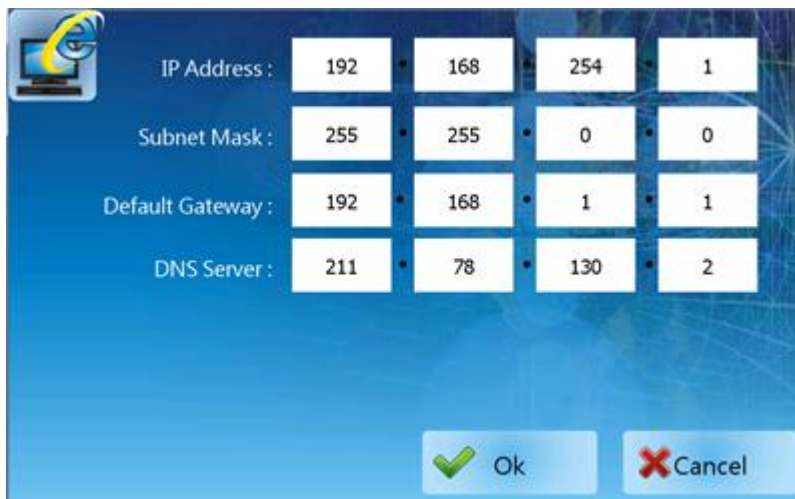 IP Address : 192 . 168 . 254 . 1
Subnet Mask : 255 . 255 . 0 . 0
Default Gateway : 192 . 168 . 1 . 1
DNS Server : 211 . 78 . 130 . 2
Ok Cancel